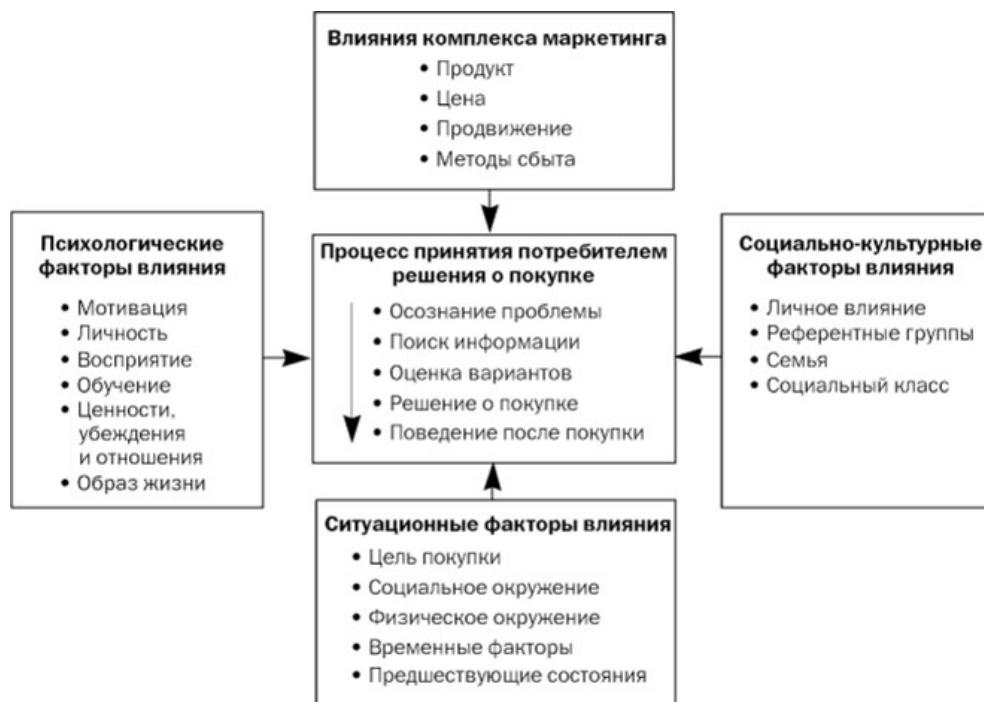 Влияния комплекса маркетинга
• Продукт
• Цена
• Продвижение
• Методы сбыта
Психологические
факторы влияния
• Мотивация
• Личность
• Восприятие
• Обучение
• Ценности,
убеждения
и отношения
• Образ жизни
Процесс принятия потребителем
решения о покупке
• Осознание проблемы
• Поиск информации
• Оценка вариантов
• Решение о покупке
• Поведение после покупки
Социально-культурные
факторы влияния
• Личное влияние
• Референтные группы
• Семья
• Социальный класс
Ситуационные факторы влияния
• Цель покупки
• Социальное окружение
• Физическое окружение
• Временные факторы
• Предшествующие состояния